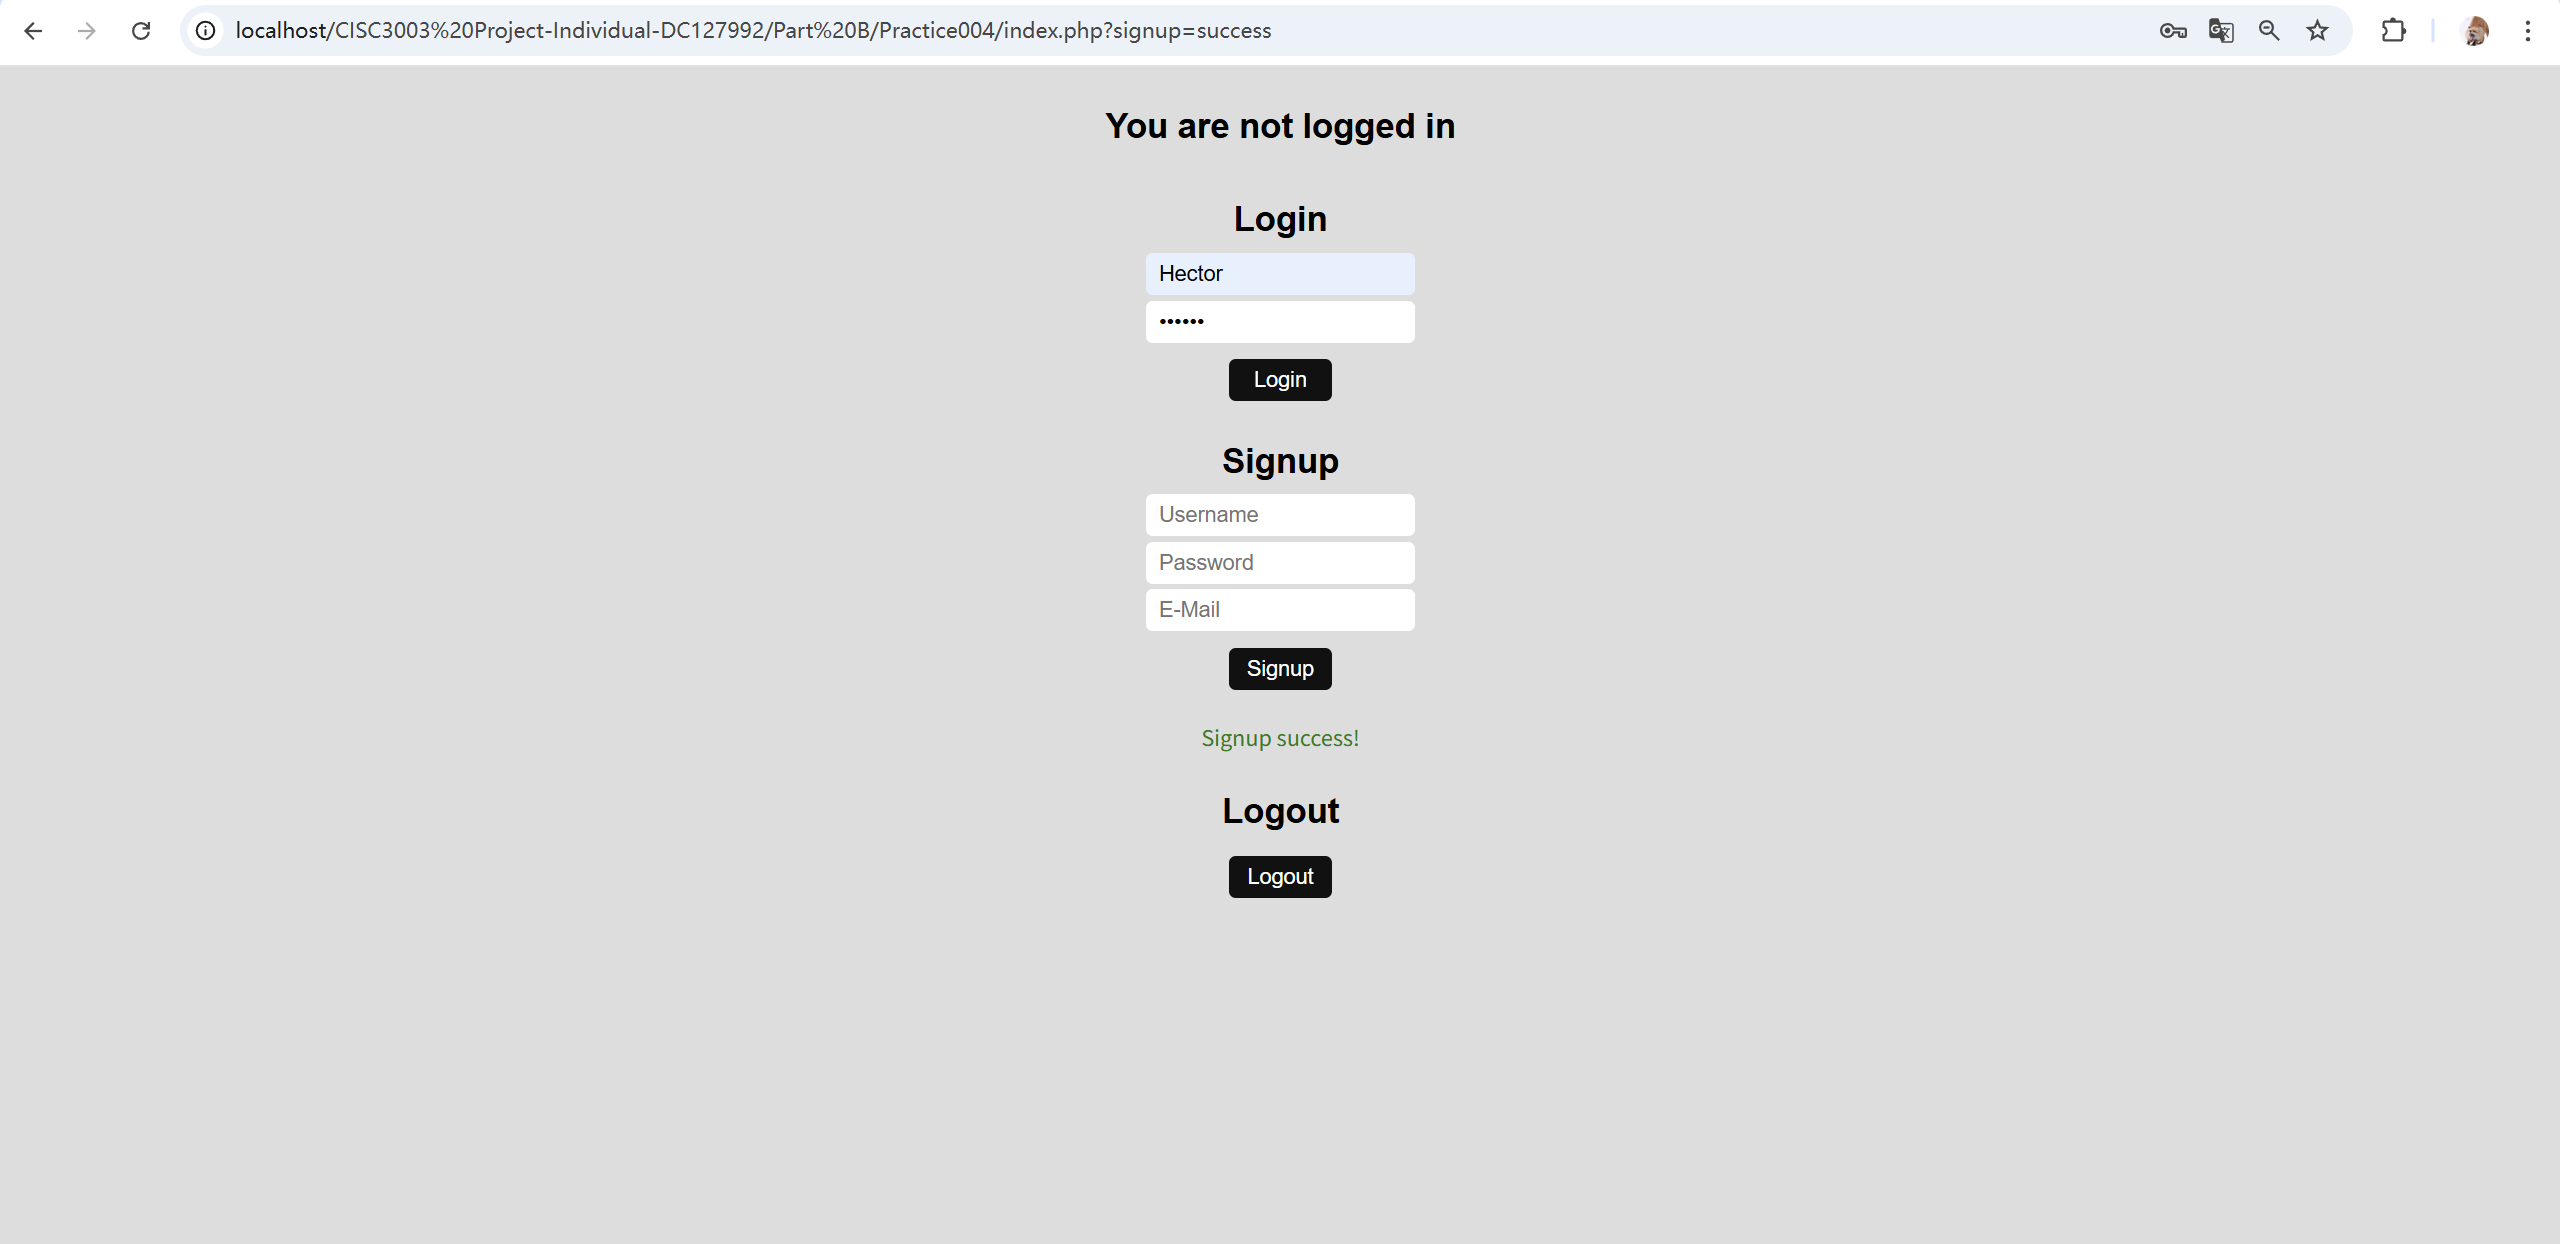 localhost/CISC3003%20Project-Individual-DC127992/Part%20B/Practice004/index.php?signup=success
You are not logged in
Login
Hector
••••••
Login
Signup
Username
Password
E-Mail
Signup
Signup success!
Logout
Logout